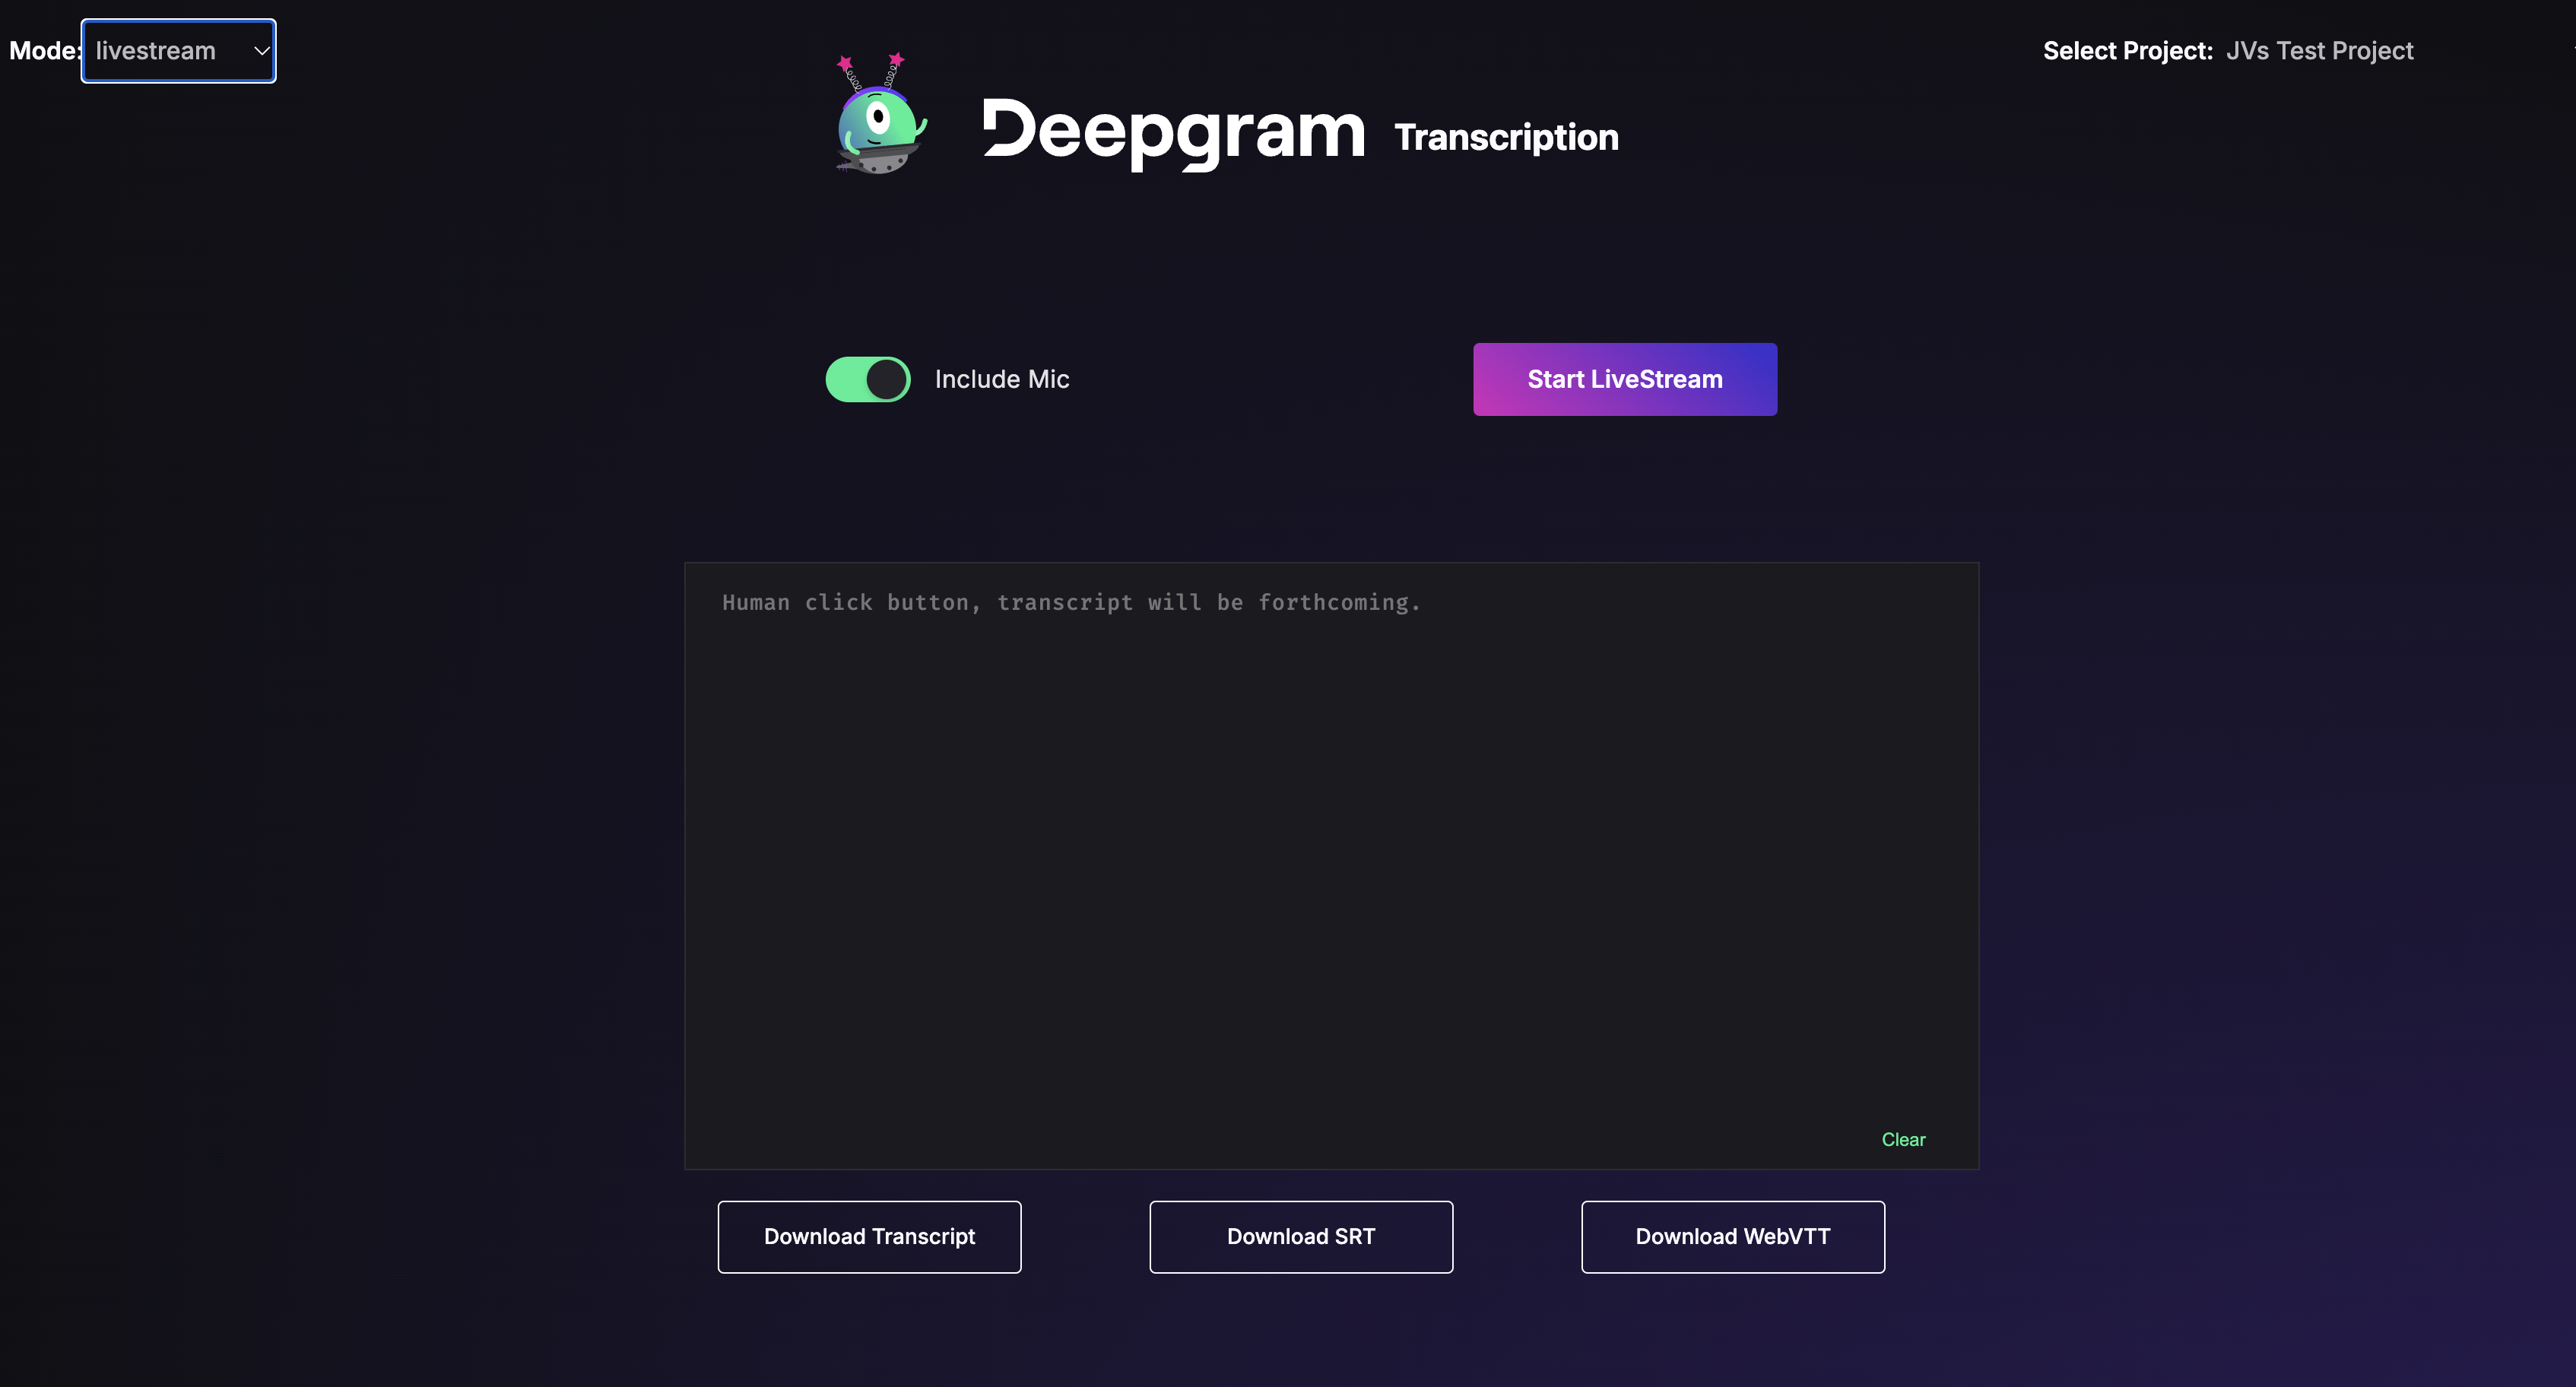 Mode: livestream
Select Project: JVs Test Project
Deepgram Transcription
Include Mic
Start LiveStream
Human click button, transcript will be forthcoming.
Clear
Download Transcript
Download SRT
Download WebVTT